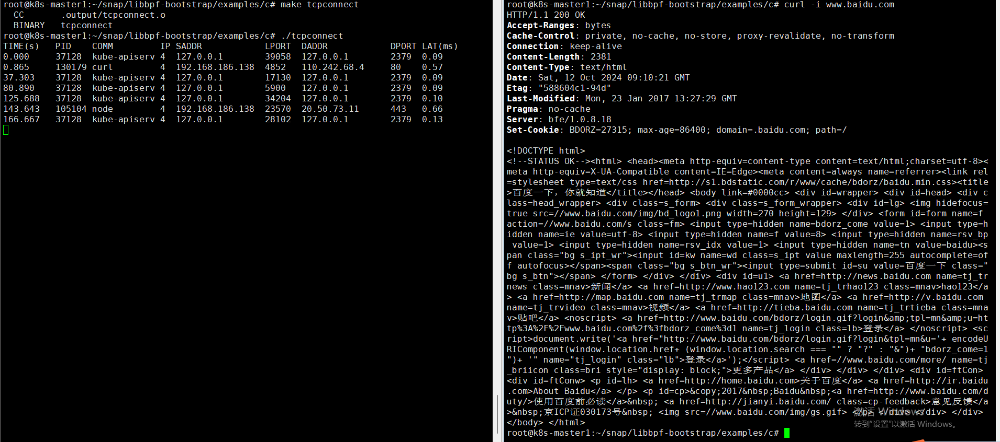 root@k8s-master1:~/snap/libbpf-bootstrap/examples/c# make tcpconnect
  CC       .output/tcpconnect.o
  BINARY   tcpconnect
root@k8s-master1:~/snap/libbpf-bootstrap/examples/c# ./tcpconnect
TIME(s)   PID    COMM         IP SADDR            LPORT  DADDR            DPORT LAT(ms)
0.000     37128  kube-apiserv 4  127.0.0.1        39058  127.0.0.1        2379  0.09
0.865     130179 curl         4  192.168.186.138  4852   110.242.68.4     80    0.57
37.303    37128  kube-apiserv 4  127.0.0.1        17130  127.0.0.1        2379  0.09
80.890    37128  kube-apiserv 4  127.0.0.1        5900   127.0.0.1        2379  0.09
125.688   37128  kube-apiserv 4  127.0.0.1        34204  127.0.0.1        2379  0.10
143.643   105104 node         4  192.168.186.138  23570  20.50.73.11      443   0.66
166.667   37128  kube-apiserv 4  127.0.0.1        28102  127.0.0.1        2379  0.13
root@k8s-master1:~/snap/libbpf-bootstrap/examples/c# curl -i www.baidu.com
HTTP/1.1 200 OK
Accept-Ranges: bytes
Cache-Control: private, no-cache, no-store, proxy-revalidate, no-transform
Connection: keep-alive
Content-Length: 2381
Content-Type: text/html
Date: Sat, 12 Oct 2024 09:10:21 GMT
Etag: "588604c1-94d"
Last-Modified: Mon, 23 Jan 2017 13:27:29 GMT
Pragma: no-cache
Server: bfe/1.0.8.18
Set-Cookie: BDORZ=27315; max-age=86400; domain=.baidu.com; path=/
<!DOCTYPE html>
<!--STATUS OK--><html> <head><meta http-equiv=content-type content=text/html;charset=utf-8><
meta http-equiv=X-UA-Compatible content=IE=Edge><meta content=always name=referrer><link rel
=stylesheet type=text/css href=http://s1.bdstatic.com/r/www/cache/bdorz/baidu.min.css><title
>百度一下，你就知道</title></head> <body link=#0000cc> <div id=wrapper> <div id=head> <div c
lass=head_wrapper> <div class=s_form> <div class=s_form_wrapper> <div id=lg> <img hidefocus=
true src=//www.baidu.com/img/bd_logo1.png width=270 height=129> </div> <form id=form name=f 
action=//www.baidu.com/s class=fm> <input type=hidden name=bdorz_come value=1> <input type=h
idden name=ie value=utf-8> <input type=hidden name=f value=8> <input type=hidden name=rsv_bp
 value=1> <input type=hidden name=rsv_idx value=1> <input type=hidden name=tn value=baidu><s
pan class="bg s_ipt_wr"><input id=kw name=wd class=s_ipt value maxlength=255 autocomplete=of
f autofocus></span><span class="bg s_btn_wr"><input type=submit id=su value=百度一下 class="
bg s_btn"></span> </form> </div> </div> <div id=u1> <a href=http://news.baidu.com name=tj_tr
news class=mnav>新闻</a> <a href=http://www.hao123.com name=tj_trhao123 class=mnav>hao123</a
> <a href=http://map.baidu.com name=tj_trmap class=mnav>地图</a> <a href=http://v.baidu.com 
name=tj_trvideo class=mnav>视频</a> <a href=http://tieba.baidu.com name=tj_trtieba class=mna
v>贴吧</a> <noscript> <a href=http://www.baidu.com/bdorz/login.gif?login&amp;tpl=mn&amp;u=ht
tp%3A%2F%2Fwww.baidu.com%2f%3fbdorz_come%3d1 name=tj_login class=lb>登录</a> </noscript> <sc
ript>document.write('<a href="http://www.baidu.com/bdorz/login.gif?login&tpl=mn&u='+ encodeU
RIComponent(window.location.href+ (window.location.search === "" ? "?" : "&")+ "bdorz_come=1
")+ '" name="tj_login" class="lb">登录</a>');</script> <a href=//www.baidu.com/more/ name=tj
_briicon class=bri style="display: block;">更多产品</a> </div> </div> </div> <div id=ftCon> 
<div id=ftConw> <p id=lh> <a href=http://home.baidu.com>关于百度</a> <a href=http://ir.baidu
.com>About Baidu</a> </p> <p id=cp>&copy;2017&nbsp;Baidu&nbsp;<a href=http://www.baidu.com/d
uty/>使用百度前必读</a>&nbsp; <a href=http://jianyi.baidu.com/ class=cp-feedback>意见反馈</a
>&nbsp;京ICP证030173号&nbsp; <img src=//www.baidu.com/img/gs.gif> </p> </div> </div> </div> 
</body> </html>
root@k8s-master1:~/snap/libbpf-bootstrap/examples/c#
激活 Windows
转到"设置"以激活 Windows。